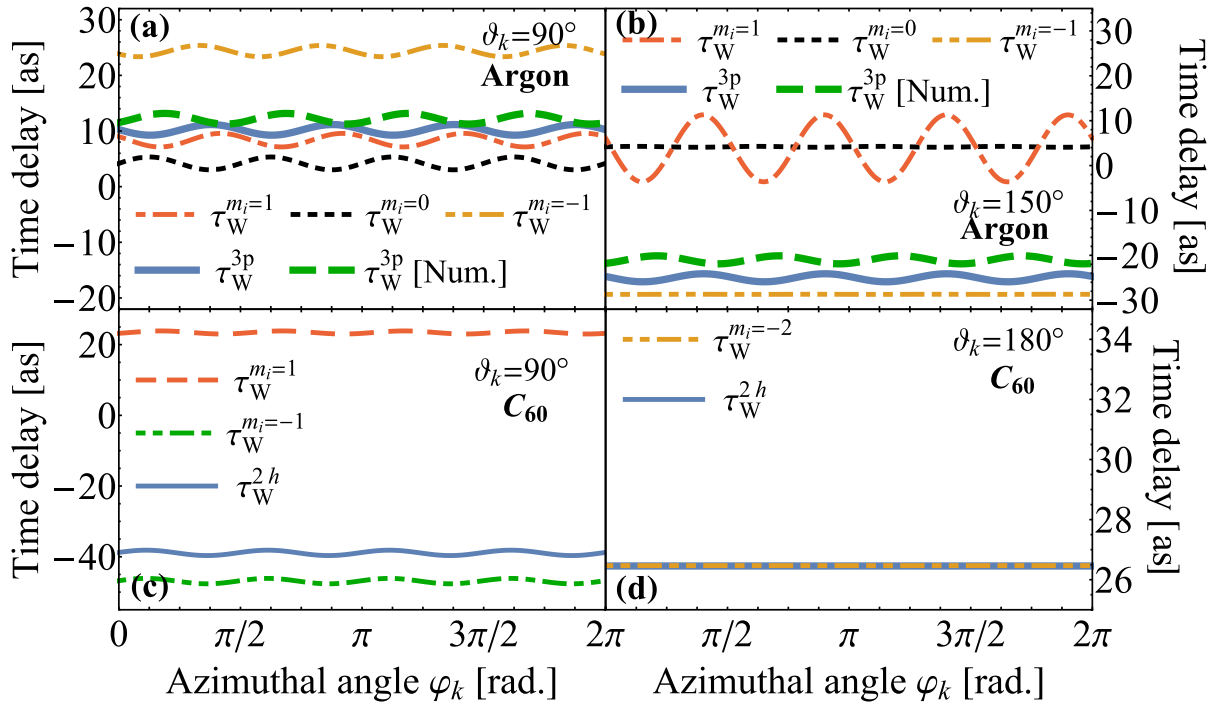 (a)
ϑk=90°
Argon
30
20
10
0
−10
−20
Time delay [as]
τW^mi=1 τW^mi=0 τW^mi=−1
τW^3p τW^3p [Num.]
(b)
τW^mi=1 τW^mi=0 τW^mi=−1
τW^3p τW^3p [Num.]
ϑk=150°
Argon
30
20
10
0
−10
−20
−30
Time delay [as]
20
0
−20
−40
Time delay [as]
τW^mi=1
τW^mi=−1
τW^2 h
ϑk=90°
C60
(c)
0 π/2 π 3π/2 2π
Azimuthal angle φk [rad.]
τW^mi=−2
τW^2 h
ϑk=180°
C60
(d)
34
32
30
28
26
Time delay [as]
π/2 π 3π/2 2π
Azimuthal angle φk [rad.]